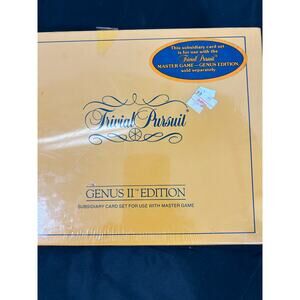 This subsidiary card set
is for use with the
Trivial Pursuit
MASTER GAME — GENUS EDITION
sold separately
Trivial Pursuit®
GENUS II™ EDITION
SUBSIDIARY CARD SET FOR USE WITH MASTER GAME